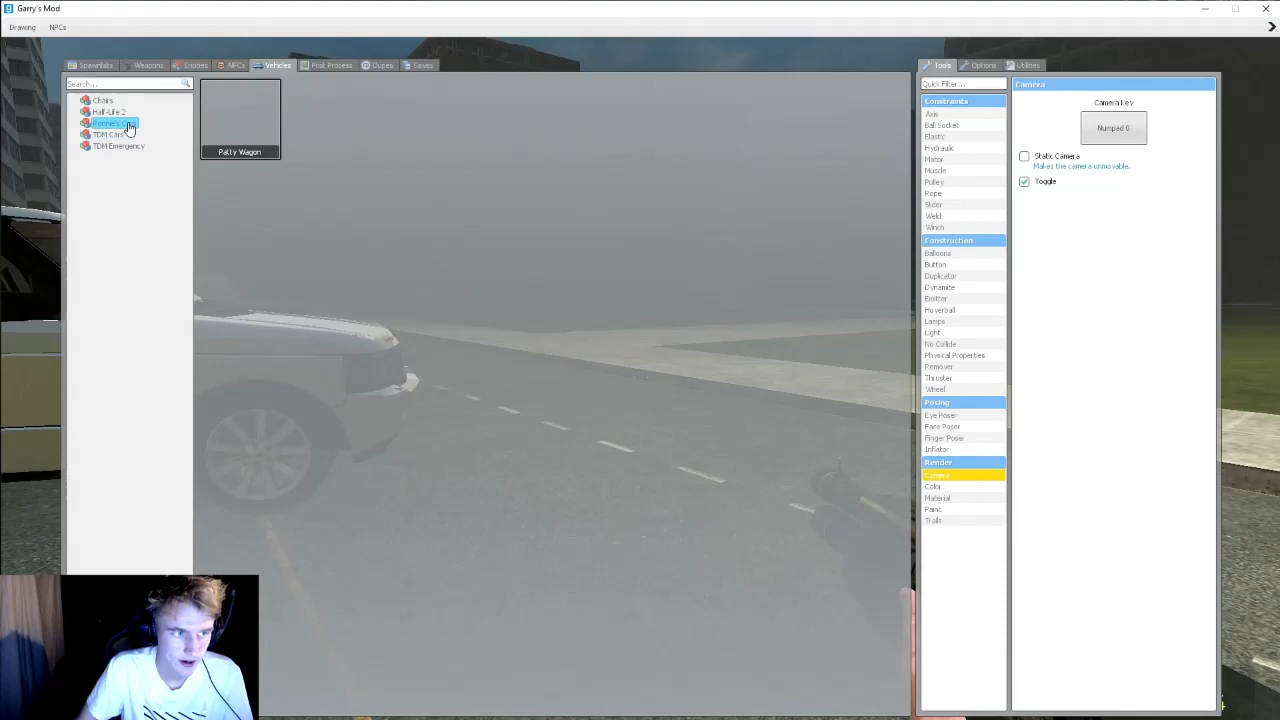 Garry's Mod
Drawing NPCs
Spawnlists Weapons Entities NPCs Vehicles Post Process Dupes Saves
Search...
Chairs
Half-Life 2
Ronnie's
TDM Cars
TDM Emergency
Patty Wagon
Tools Options Utilities
Quick Filter...
Constraints
Axis
Ball Socket
Elastic
Hydraulic
Motor
Muscle
Pulley
Rope
Slider
Weld
Winch
Construction
Balloons
Button
Duplicator
Dynamite
Emitter
Hoverball
Lamps
Light
No Collide
Physical Properties
Remover
Thruster
Wheel
Posing
Eye Poser
Face Poser
Finger Poser
Inflator
Render
Camera
Color
Material
Paint
Trails
Camera
Camera Key
Numpad 0
Static Camera
Makes the camera unmovable.
Toggle